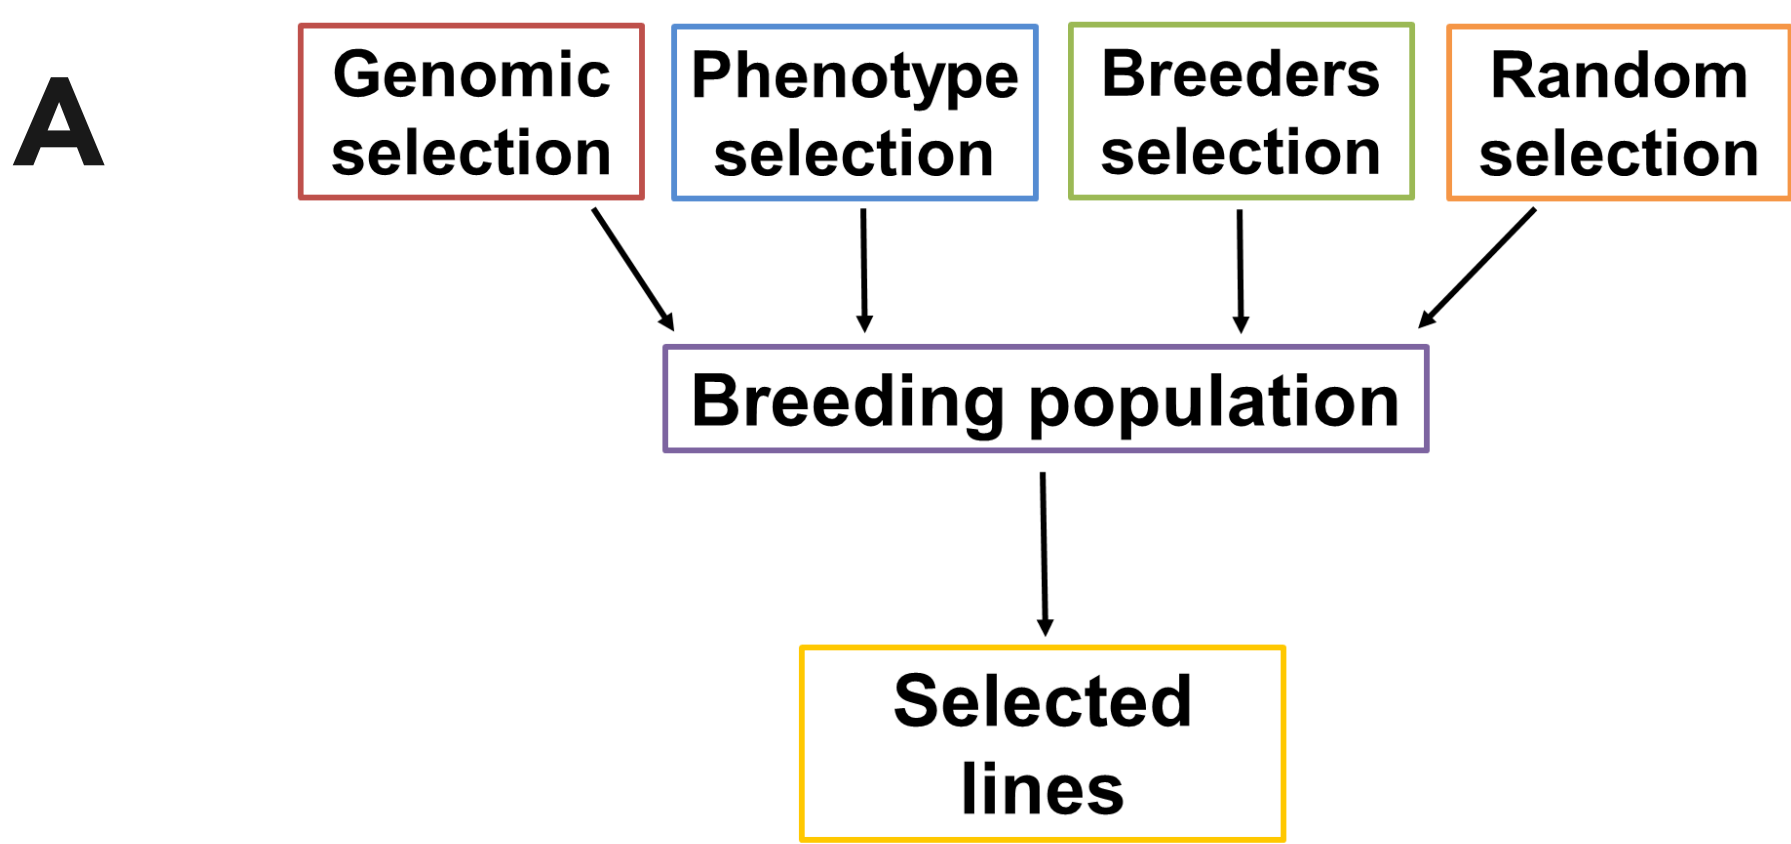 A
Genomic
selection
Phenotype
selection
Breeders
selection
Random
selection
Breeding population
Selected
lines